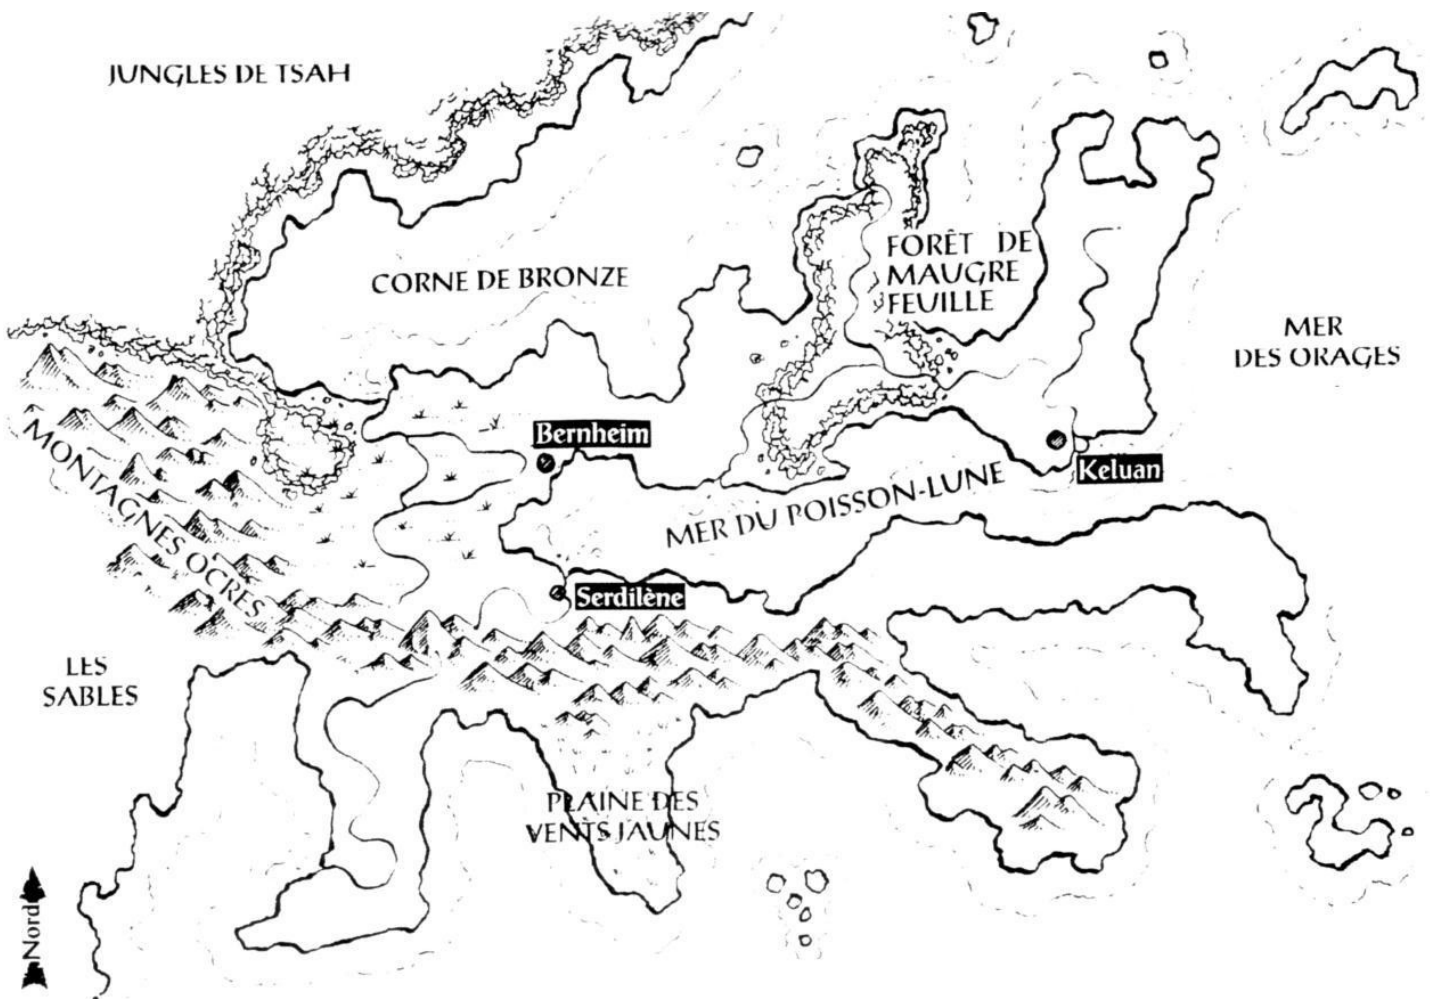 JUNGLES DE TSAH
FORÊT DE
MAUGRE
FEUILLE
CORNE DE BRONZE
MER
DES ORAGES
Bernheim
Keluan
MONTAGNES OCRES
MER DU POISSON-LUNE
Serdilène
LES
SABLES
PLAINE DES
VENTS JAUNES
Nord